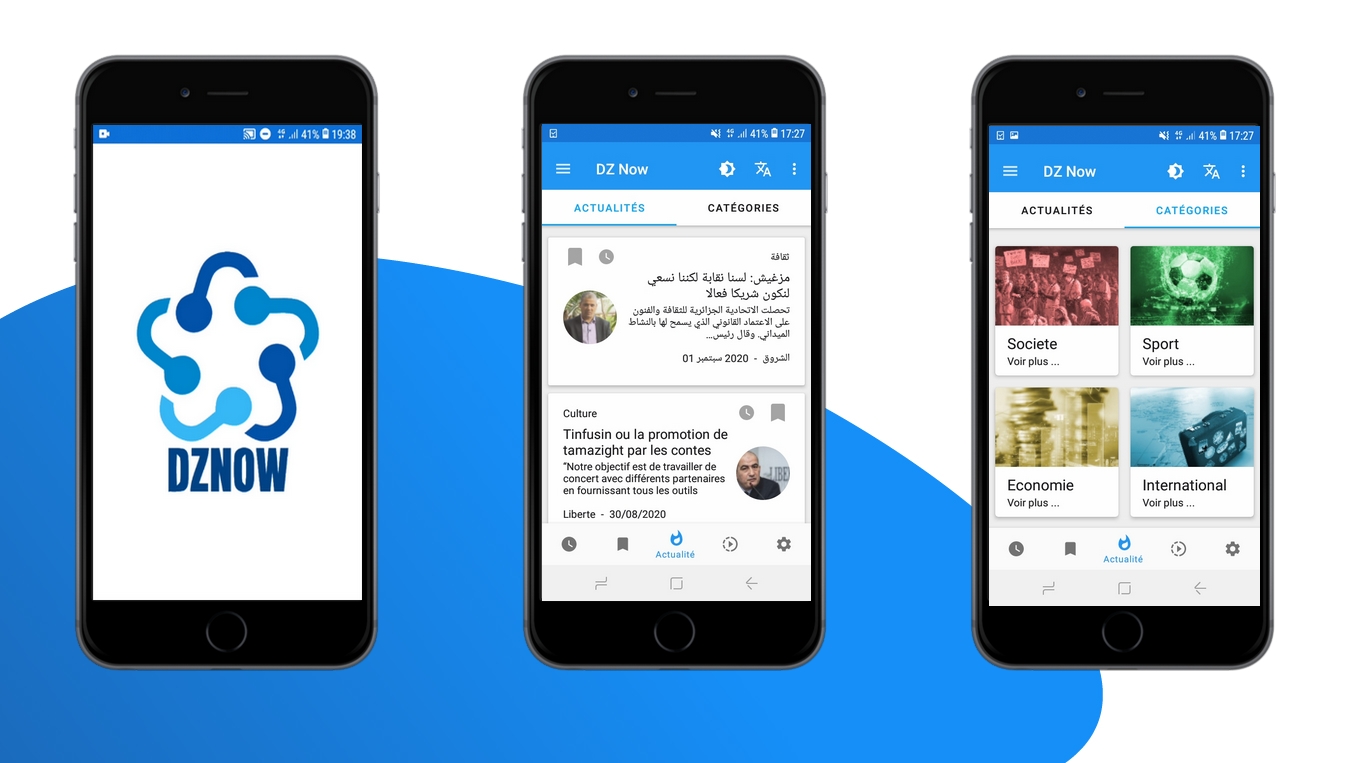 41% 19:38
DZNOW
41% 17:27
DZ Now
ACTUALITÉS CATÉGORIES
ثقافة
مزغيش: لسنا نقابة لكننا نسعي
لنكون شريكا فعالا
تحصلت الاتحادية الجزائرية للثقافة والفنون
على الاعتماد القانوني الذي يسمح لها بالنشاط
الميداني. وقال رئيس...
الشروق - 2020 سبتمبر 01
Culture
Tinfusin ou la promotion de
tamazight par les contes
“Notre objectif est de travailler de
concert avec différents partenaires
en fournissant tous les outils
Liberte - 30/08/2020
Actualité
41% 17:27
DZ Now
ACTUALITÉS CATÉGORIES
Societe
Voir plus ...
Sport
Voir plus ...
Economie
Voir plus ...
International
Voir plus ...
Actualité